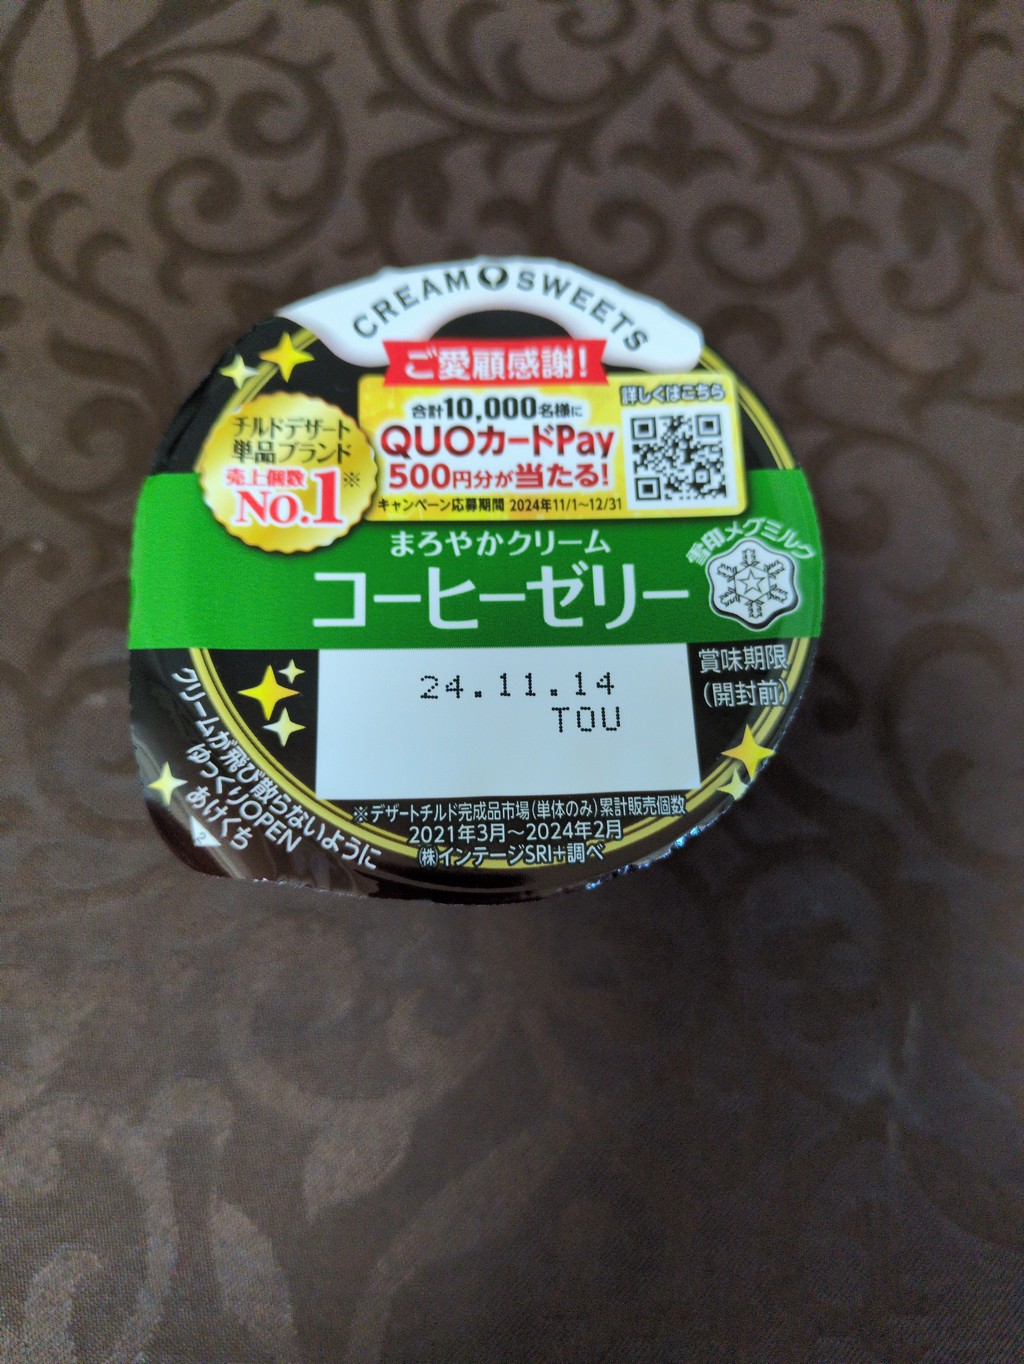 CREAM SWEETS
ご愛顧感謝!
合計10,000名様に
QUOカードPay
500円分が当たる!
キャンペーン応募期間 2024年11/1~12/31
詳しくはこちら
チルドデザート
単品ブランド
売上個数
No.1※
まろやかクリーム
コーヒーゼリー
雪印メグミルク
賞味期限
(開封前)
24.11.14
TOU
クリームが飛び散らないように
ゆっくりOPEN
あけくち
2
※デザートチルド完成品市場(単体のみ)累計販売個数
2021年3月~2024年2月
㈱インテージSRI+調べ